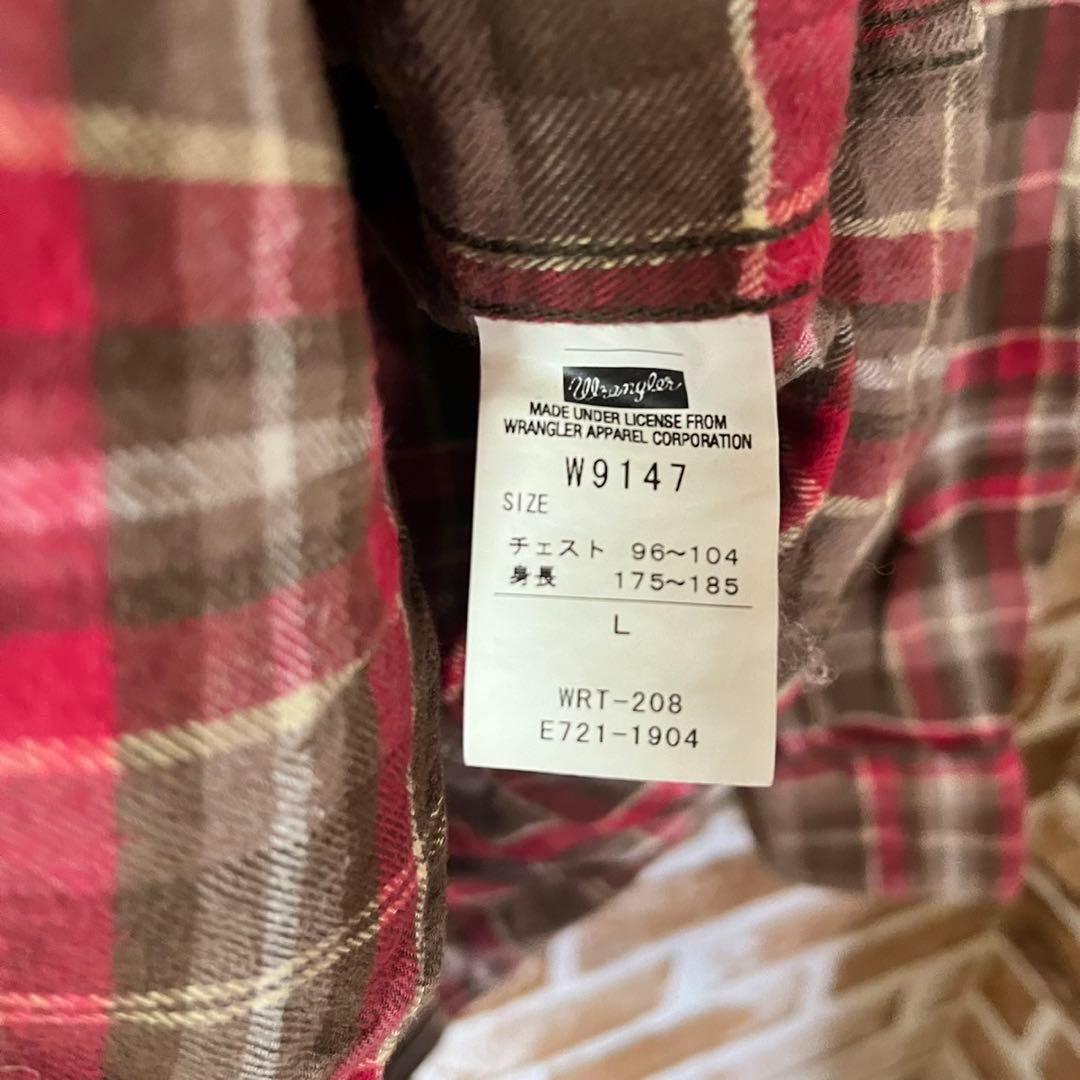 Wrangler
MADE UNDER LICENSE FROM
WRANGLER APPAREL CORPORATION
W9147
SIZE
チェスト 96〜104
身長 175〜185
L
WRT-208
E721-1904